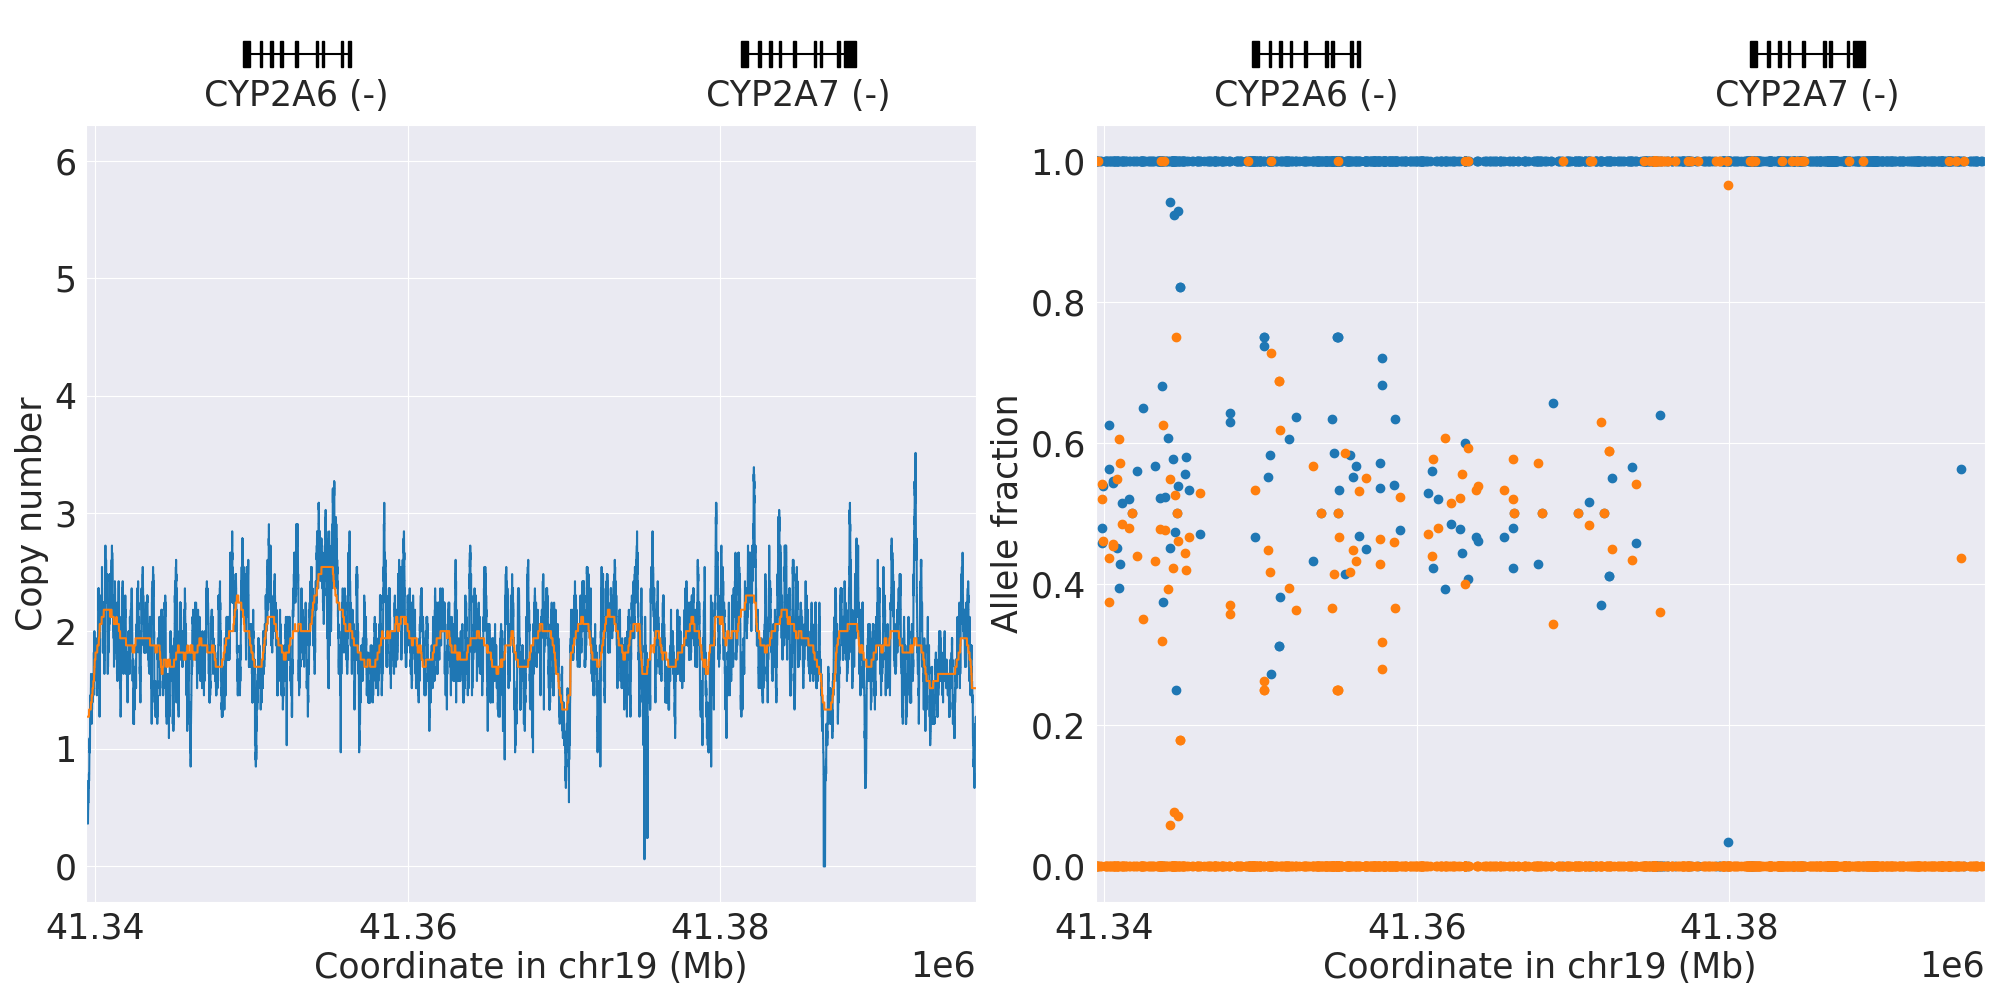 CYP2A6 (-)
CYP2A7 (-)
6
5
4
3
2
1
0
Copy number
41.34
41.36
41.38
Coordinate in chr19 (Mb)
1e6
CYP2A6 (-)
CYP2A7 (-)
1.0
0.8
0.6
0.4
0.2
0.0
Allele fraction
41.34
41.36
41.38
Coordinate in chr19 (Mb)
1e6